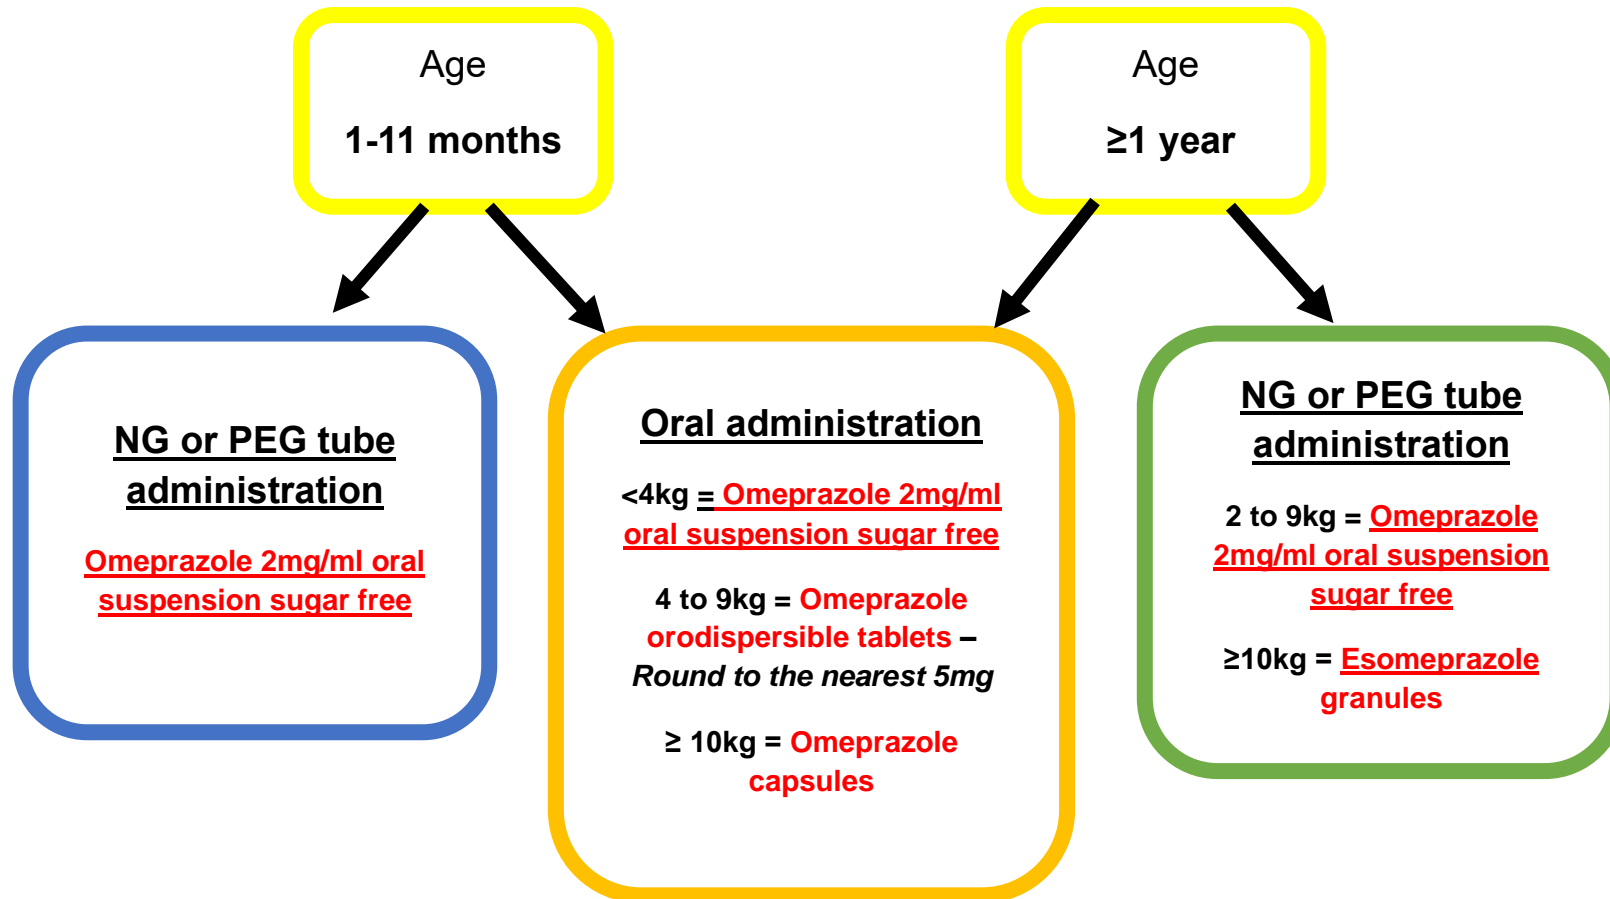 Age
1-11 months
Age
≥1 year
NG or PEG tube
administration
Omeprazole 2mg/ml oral
suspension sugar free
Oral administration
<4kg = Omeprazole 2mg/ml
oral suspension sugar free
4 to 9kg = Omeprazole
orodispersible tablets –
Round to the nearest 5mg
≥ 10kg = Omeprazole
capsules
NG or PEG tube
administration
2 to 9kg = Omeprazole
2mg/ml oral suspension
sugar free
≥10kg = Esomeprazole
granules